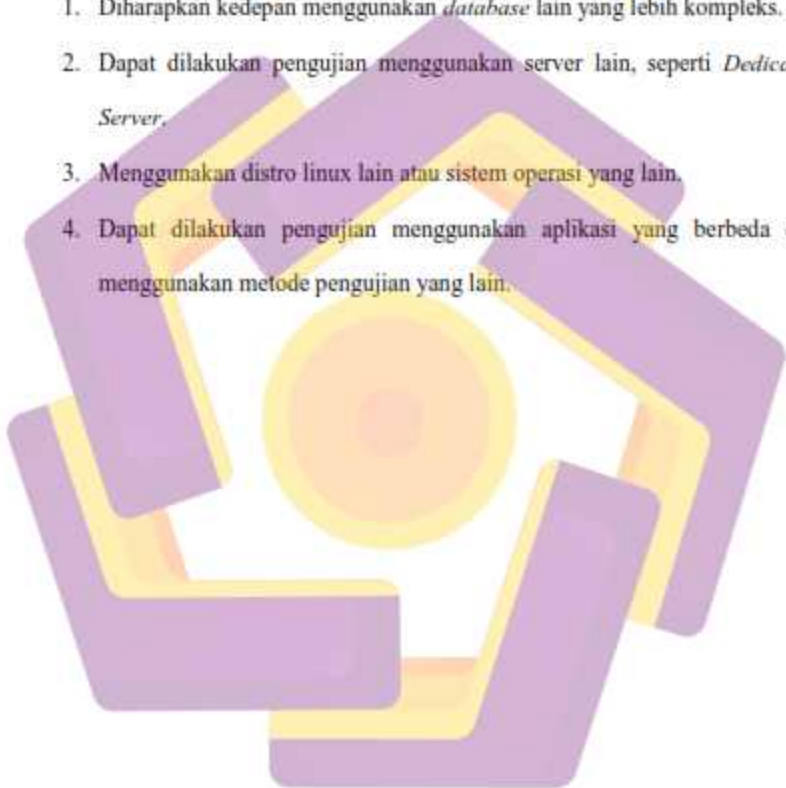 1. Diharapkan kedepan menggunakan database lain yang lebih kompleks.
2. Dapat dilakukan pengujian menggunakan server lain, seperti
Server.
3. Menggunakan distro linux lain atau sistem operasi yang lain.
4. Dapat dilakukan pengujian menggunakan aplikasi yang berbeda
menggunakan metode pengujian yang lain.